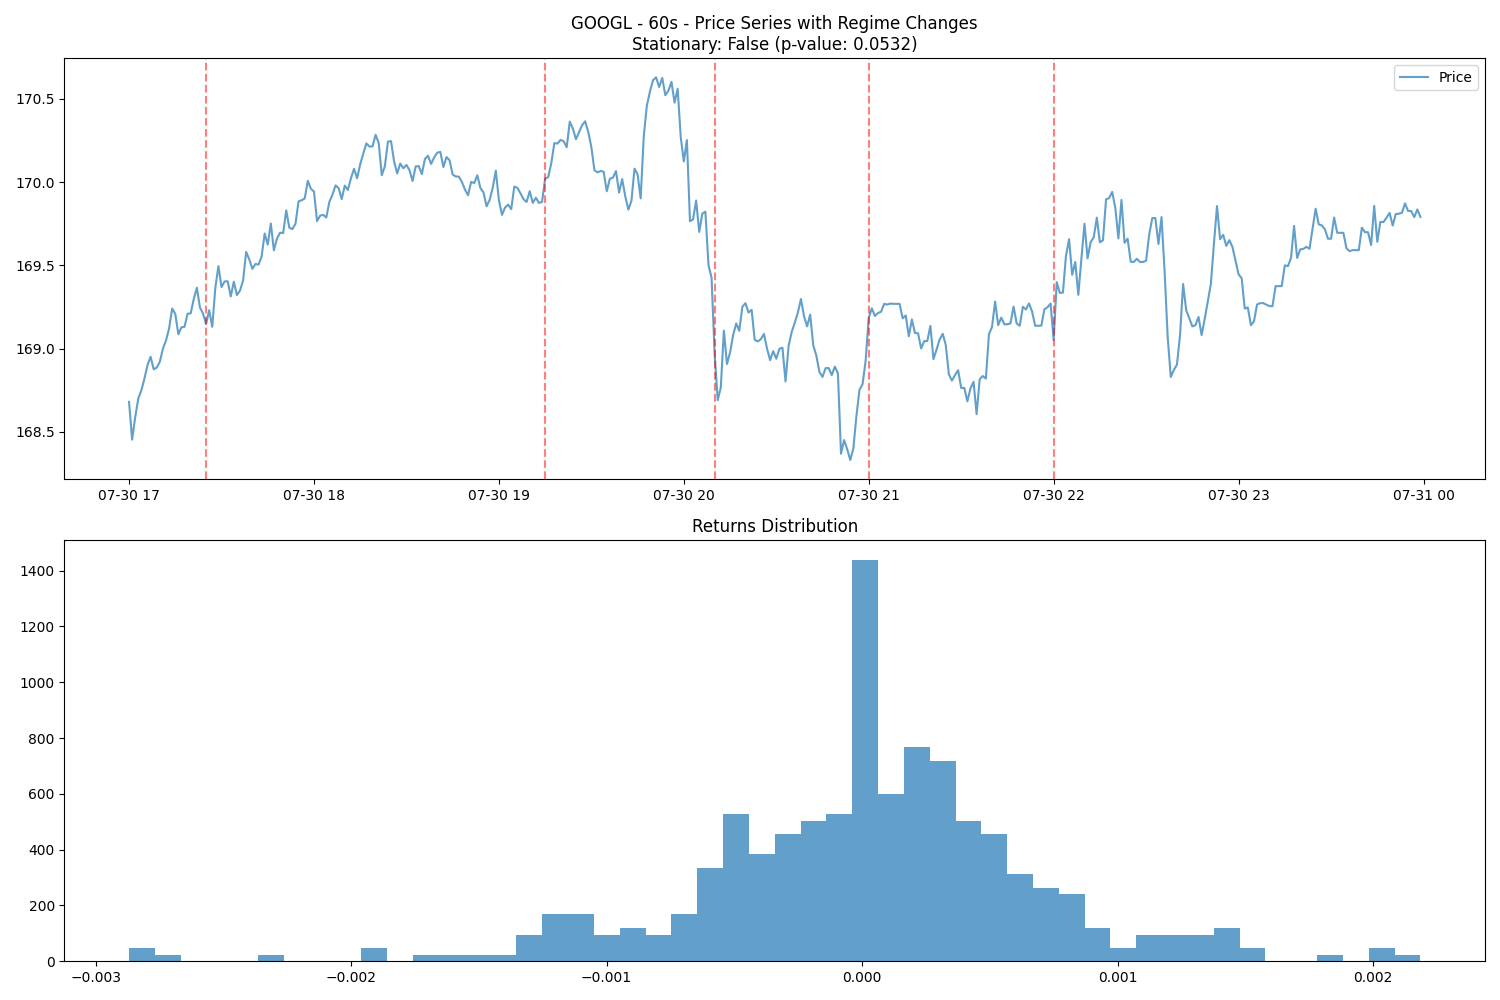 GOOGL - 60s - Price Series with Regime Changes
Stationary: False (p-value: 0.0532)
Price
170.5
170.0
169.5
169.0
168.5
07-30 17 07-30 18 07-30 19 07-30 20 07-30 21 07-30 22 07-30 23 07-31 00
Returns Distribution
1400
1200
1000
800
600
400
200
0
−0.003 −0.002 −0.001 0.000 0.001 0.002